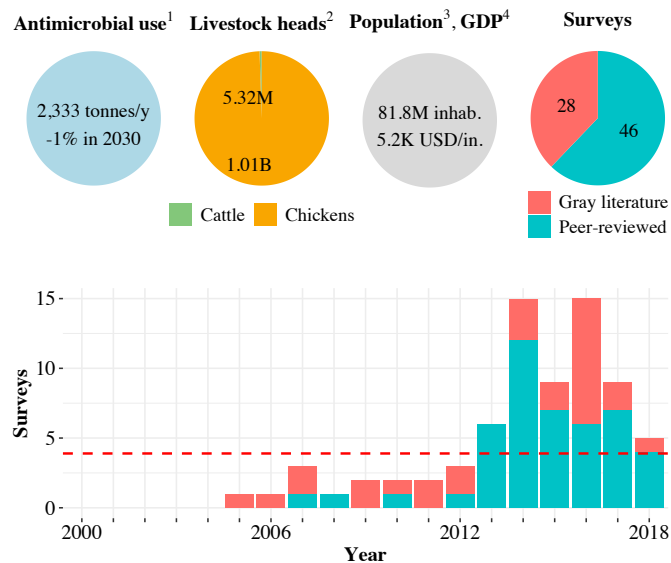 Antimicrobial use¹ Livestock heads² Population³, GDP⁴ Surveys
2,333 tonnes/y
-1% in 2030
5.32M
1.01B
81.8M inhab.
5.2K USD/in.
28
46
Cattle Chickens
Gray literature
Peer-reviewed
15
10
5
0
Surveys
2000 2006 2012 2018
Year